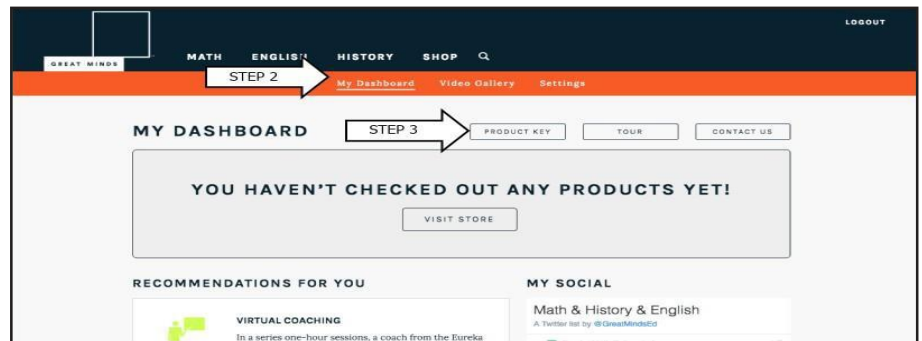 LOGOUT
GREAT MINDS
MATH ENGLISH HISTORY SHOP
STEP 2
My Dashboard Video Gallery Settings
MY DASHBOARD
STEP 3
PRODUCT KEY TOUR CONTACT US
YOU HAVEN'T CHECKED OUT ANY PRODUCTS YET!
VISIT STORE
RECOMMENDATIONS FOR YOU
VIRTUAL COACHING
In a series one-hour sessions, a coach from the Eureka
MY SOCIAL
Math & History & English
A Twitter list by @GreatMindsEd